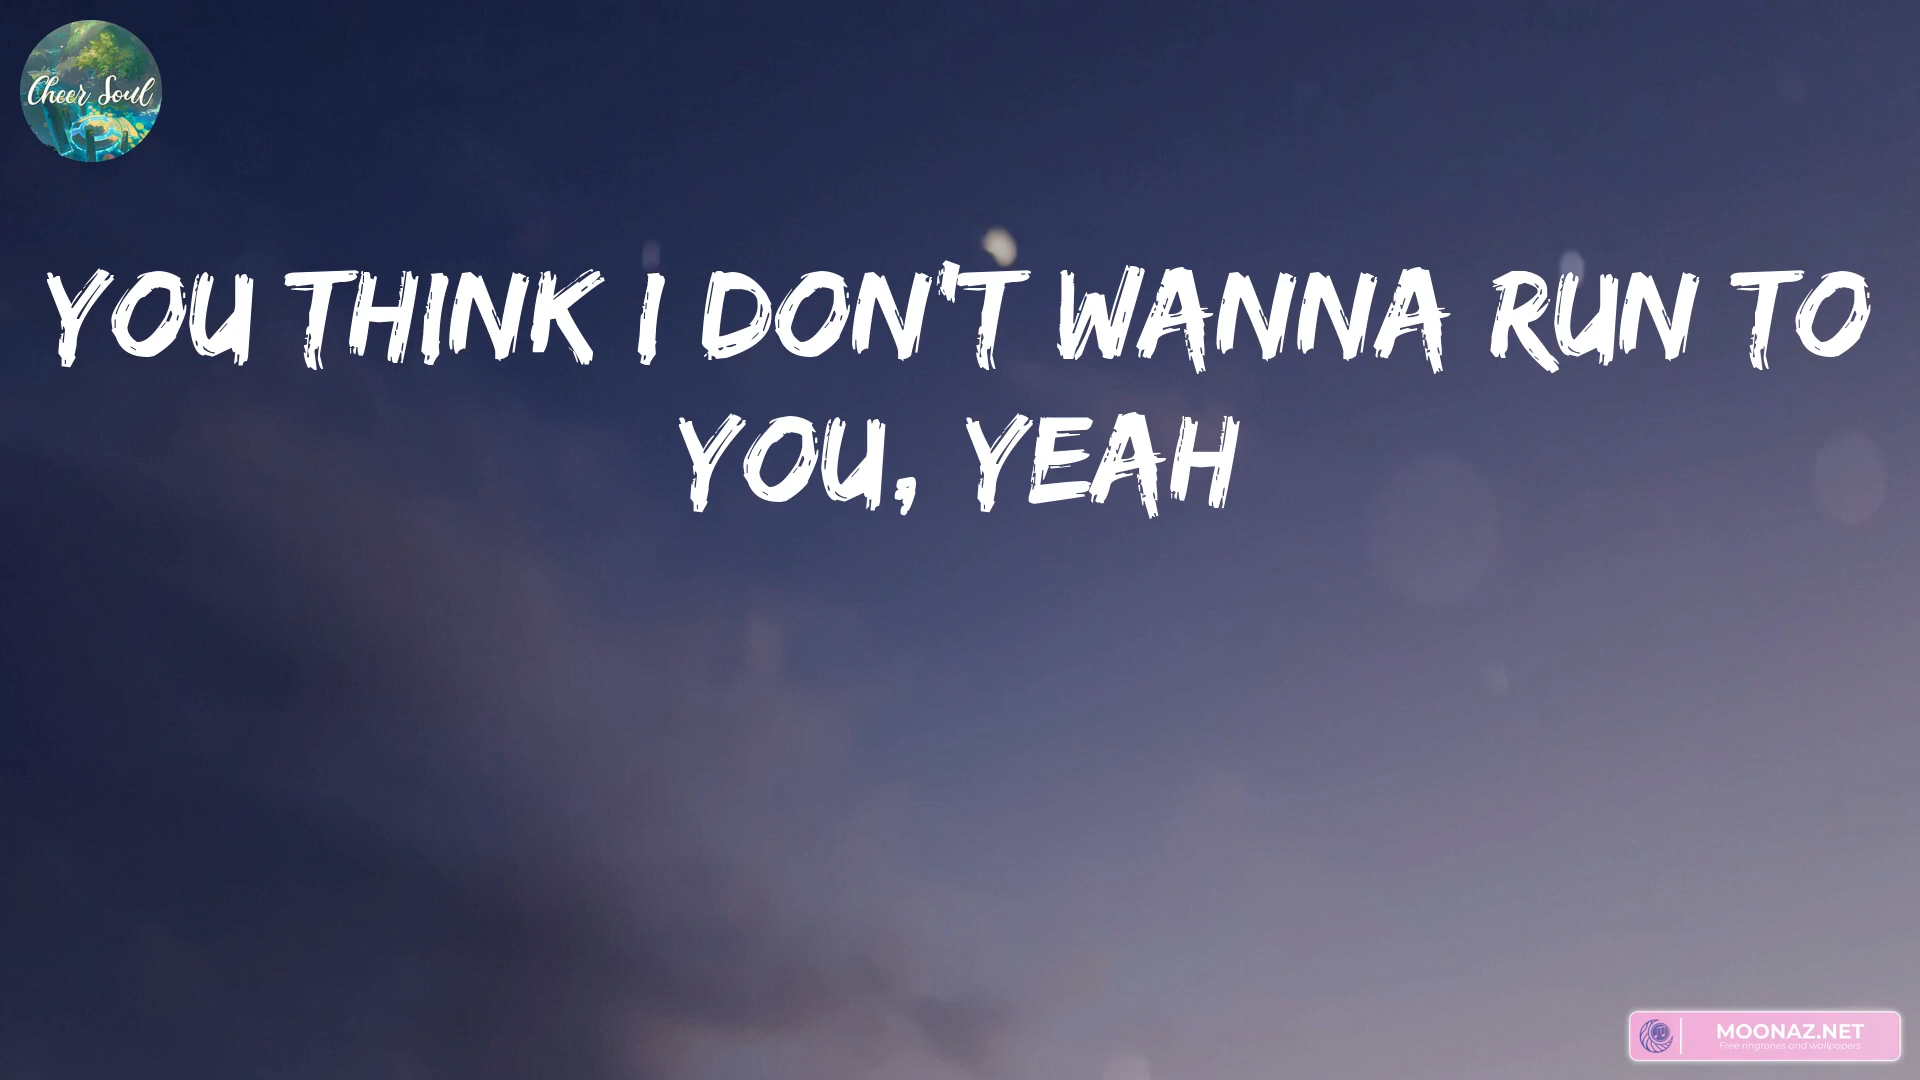 Cheer Soul
YOU THINK I DON'T WANNA RUN TO
YOU, YEAH
MOONAZ.NET
Free ringtones and wallpapers